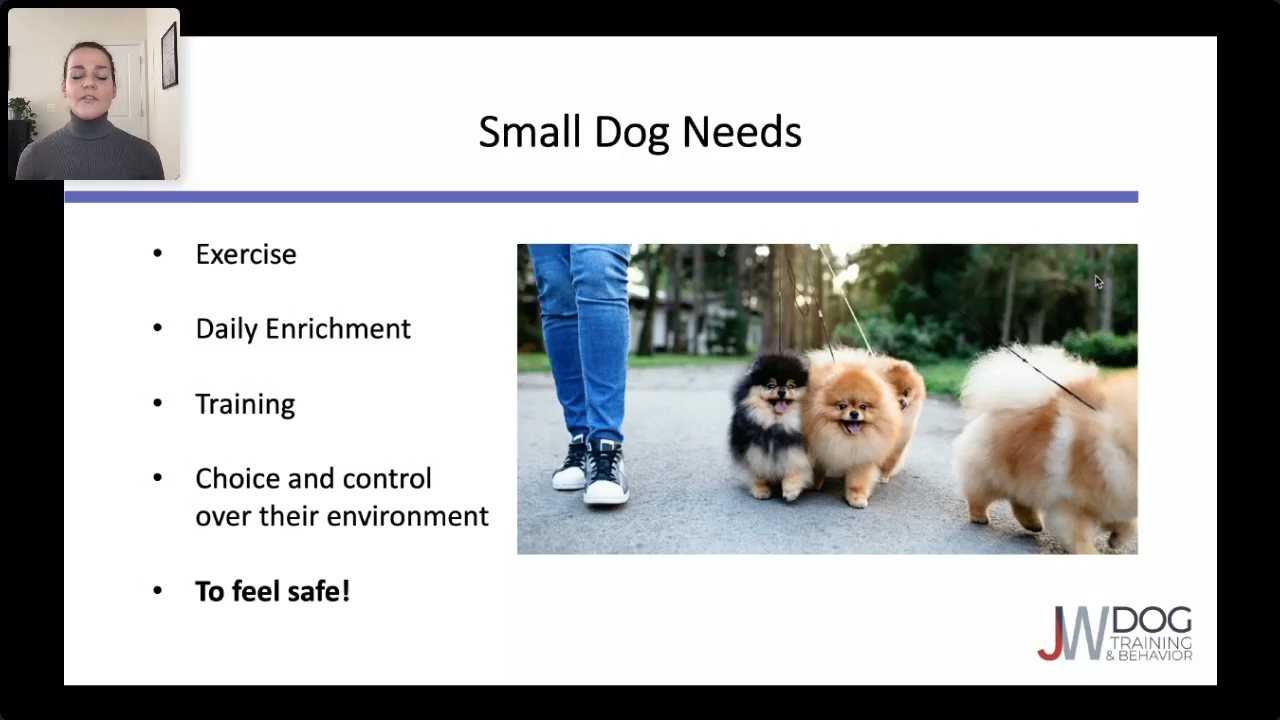 Small Dog Needs
• Exercise
• Daily Enrichment
• Training
• Choice and control
over their environment
• To feel safe!
JW DOG
TRAINING
& BEHAVIOR